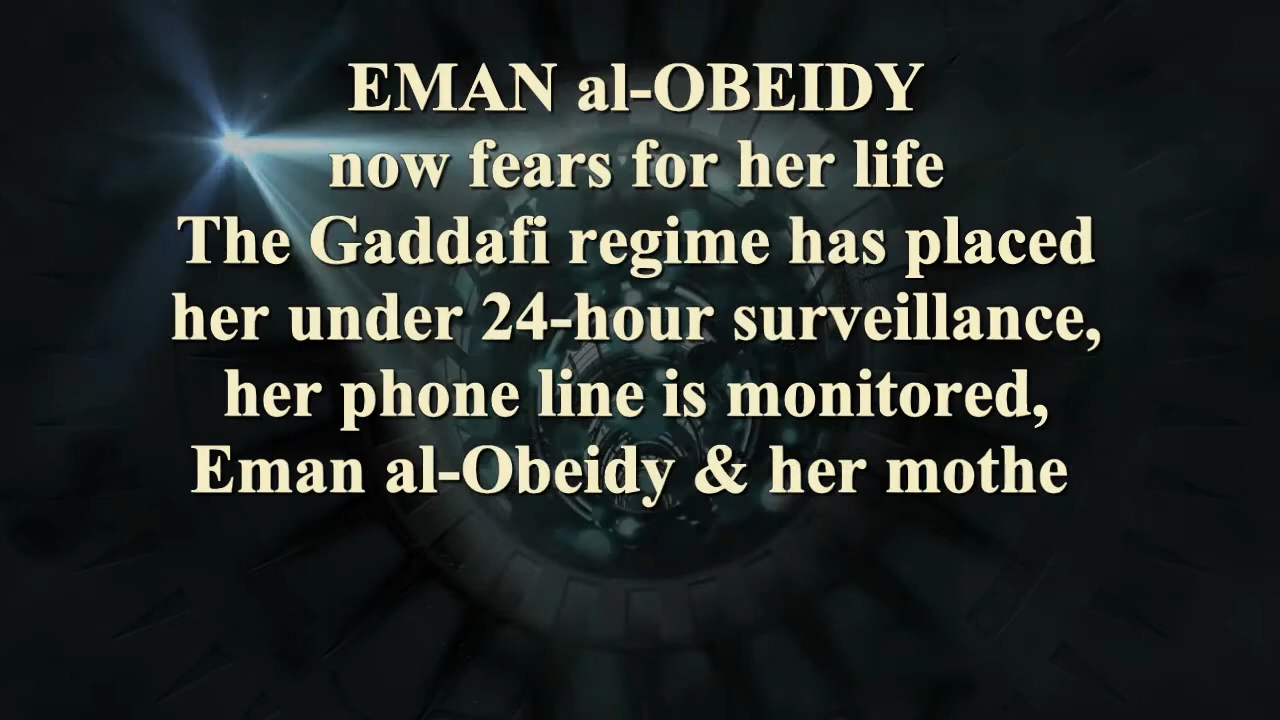 EMAN al-OBEIDY
now fears for her life
The Gaddafi regime has placed
her under 24-hour surveillance,
her phone line is monitored,
Eman al-Obeidy & her mothe